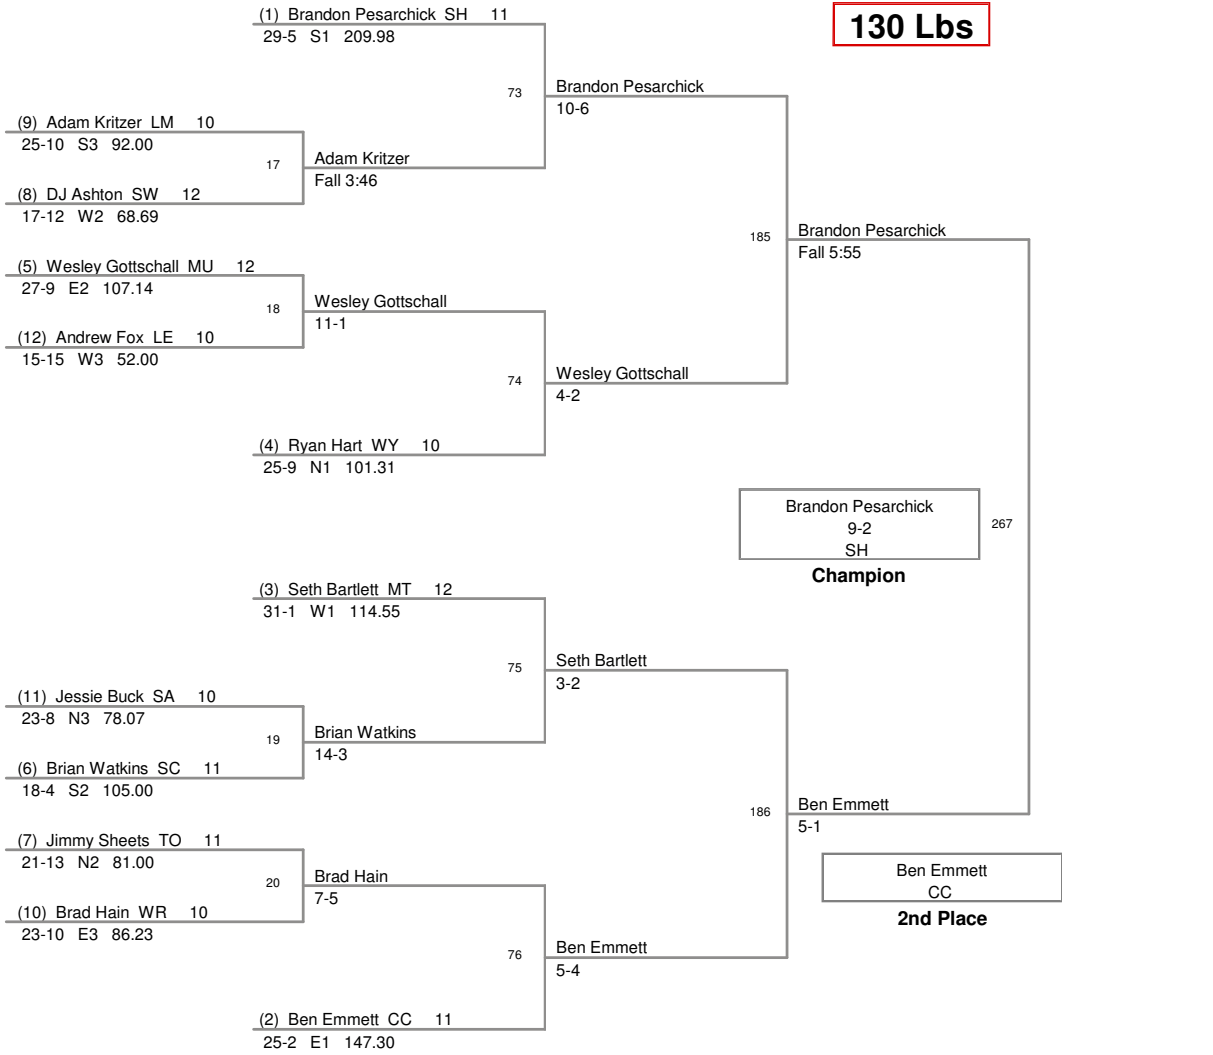 (1) Brandon Pesarchick SH 11
130 Lbs
29-5 S1 209.98
73
Brandon Pesarchick
10-6
(9) Adam Kritzer LM 10
25-10 S3 92.00
17
Adam Kritzer
Fall 3:46
(8) DJ Ashton SW 12
17-12 W2 68.69
185
Brandon Pesarchick
Fall 5:55
(5) Wesley Gottschall MU 12
27-9 E2 107.14
18
Wesley Gottschall
11-1
(12) Andrew Fox LE 10
15-15 W3 52.00
74
Wesley Gottschall
4-2
(4) Ryan Hart WY 10
25-9 N1 101.31
Brandon Pesarchick
9-2
SH
267
Champion
(3) Seth Bartlett MT 12
31-1 W1 114.55
75
Seth Bartlett
3-2
(11) Jessie Buck SA 10
23-8 N3 78.07
19
Brian Watkins
14-3
(6) Brian Watkins SC 11
18-4 S2 105.00
186
Ben Emmett
5-1
(7) Jimmy Sheets TO 11
21-13 N2 81.00
20
Brad Hain
7-5
Ben Emmett
CC
2nd Place
(10) Brad Hain WR 10
23-10 E3 86.23
76
Ben Emmett
5-4
(2) Ben Emmett CC 11
25-2 E1 147.30